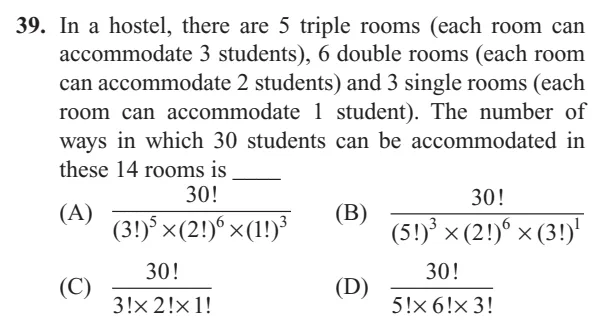 39. In a hostel, there are 5 triple rooms (each room can
accommodate 3 students), 6 double rooms (each room
can accommodate 2 students) and 3 single rooms (each
room can accommodate 1 student). The number of
ways in which 30 students can be accommodated in
these 14 rooms is ____
(A) 30! / ((3!)^5 × (2!)^6 × (1!)^3) (B) 30! / ((5!)^3 × (2!)^6 × (3!)^1)
(C) 30! / (3! × 2! × 1!) (D) 30! / (5! × 6! × 3!)